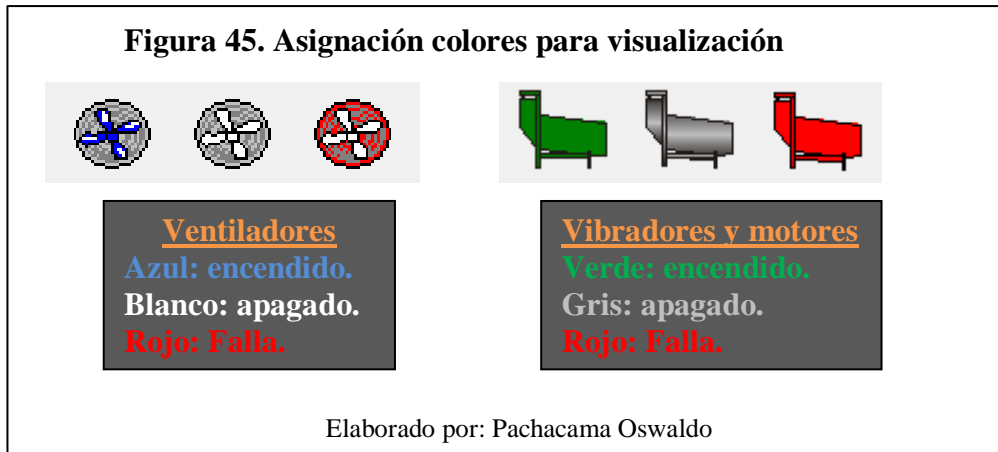 Figura 45. Asignación colores para visualización
Ventiladores
Azul: encendido.
Blanco: apagado.
Rojo: Falla.
Vibradores y motores
Verde: encendido.
Gris: apagado.
Rojo: Falla.
Elaborado por: Pachacama Oswaldo